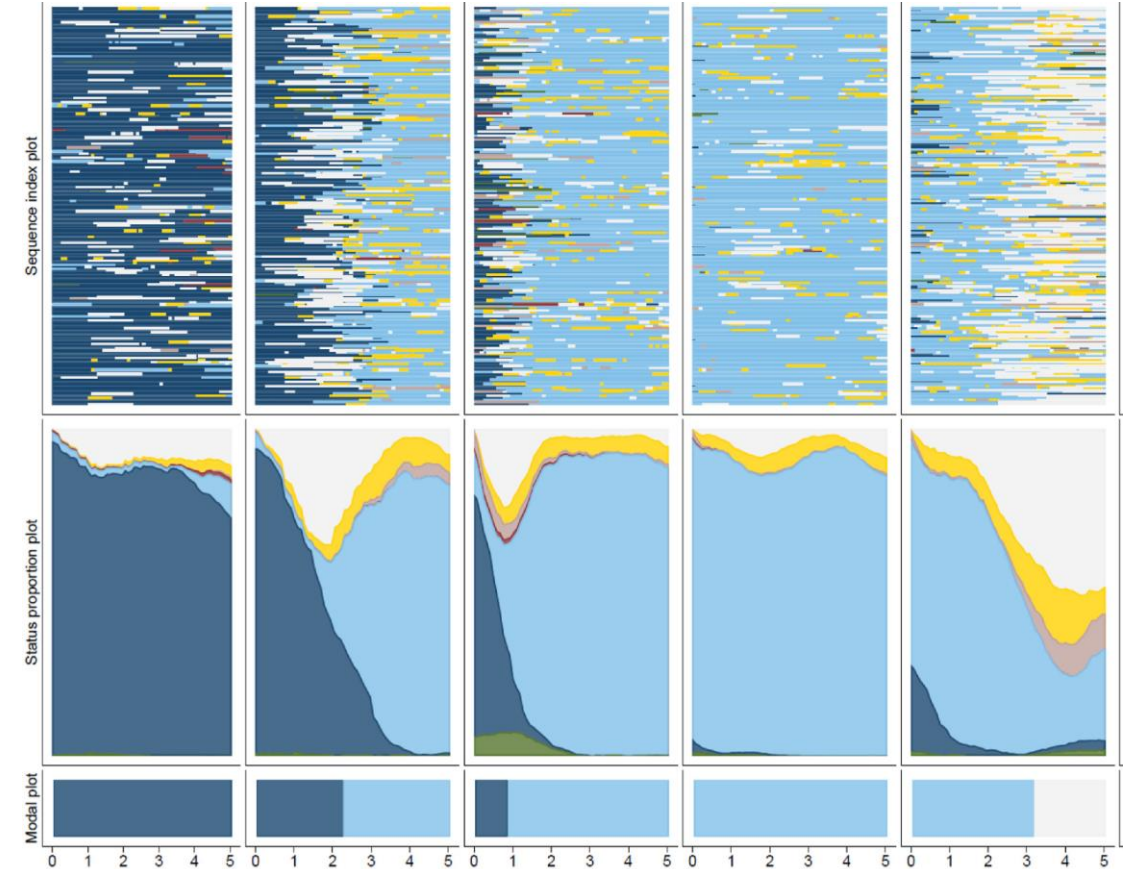 Sequence index plot
Status proportion plot
Modal plot
0 1 2 3 4 5 0 1 2 3 4 5 0 1 2 3 4 5 0 1 2 3 4 5 0 1 2 3 4 5